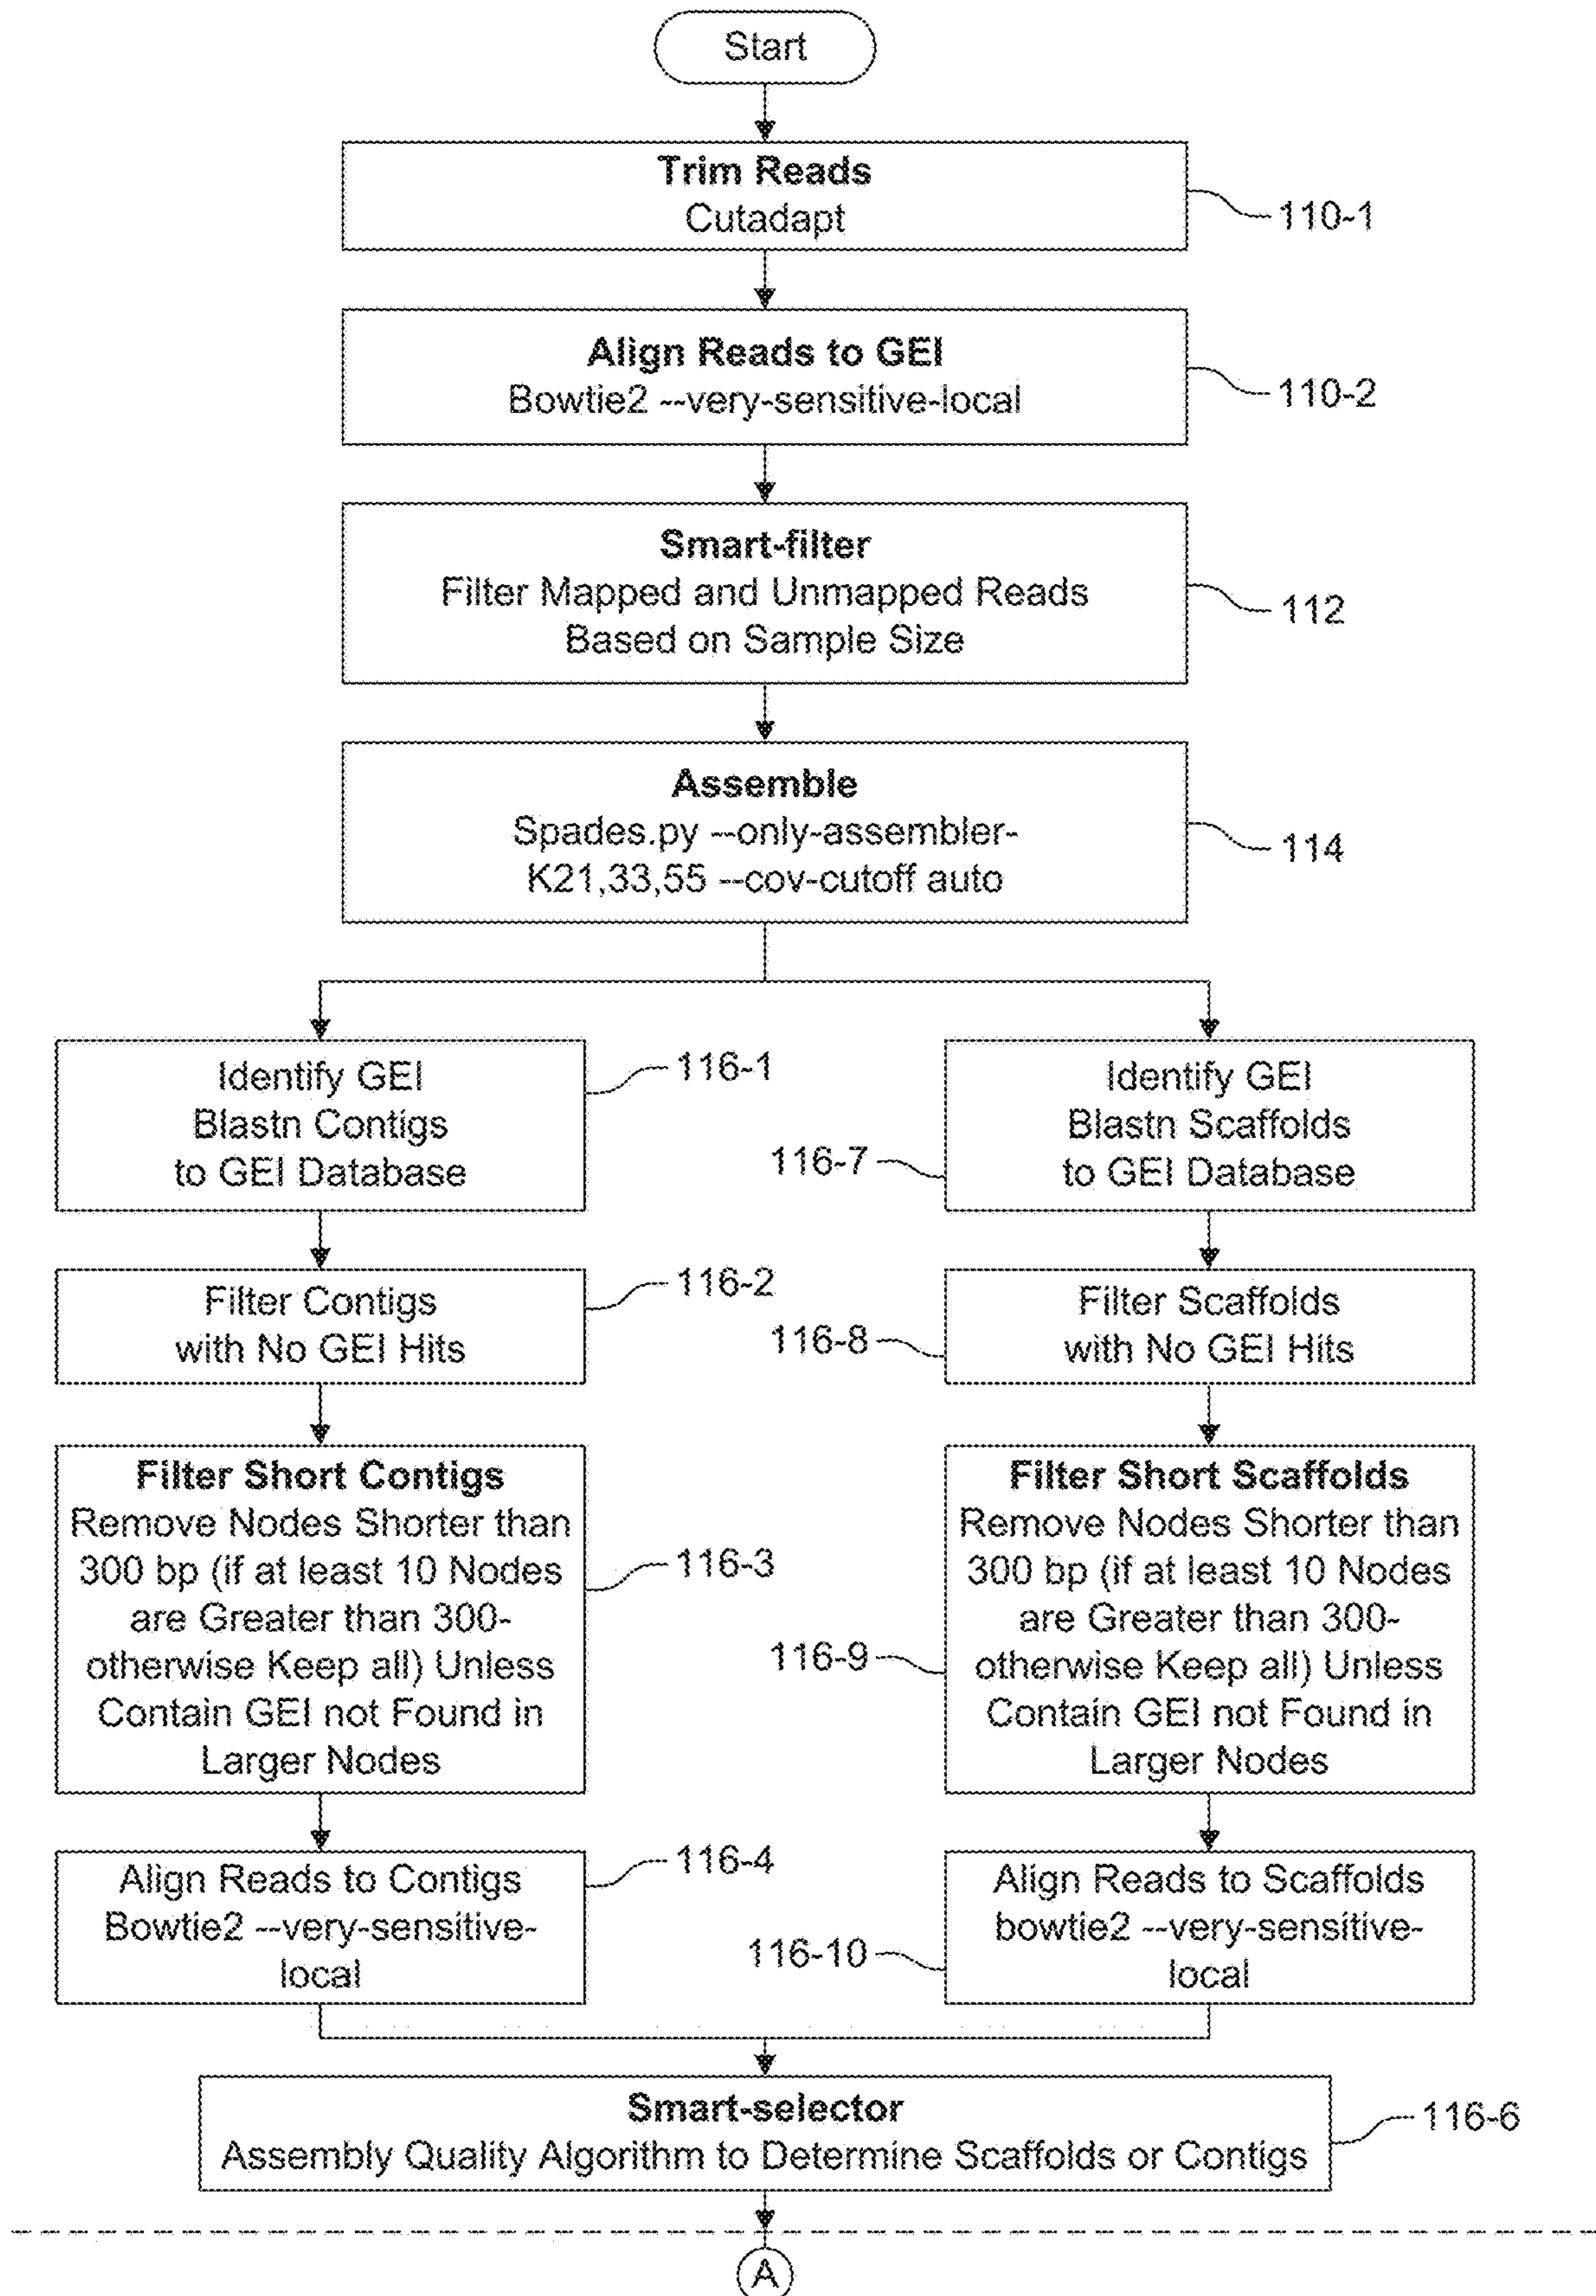 Start
Trim Reads
Cutadapt
110-1
Align Reads to GEI
Bowtie2 --very-sensitive-local
110-2
Smart-filter
Filter Mapped and Unmapped Reads
Based on Sample Size
112
Assemble
Spades.py --only-assembler-
K21,33,55 --cov-cutoff auto
114
Identify GEI
Blastn Contigs
to GEI Database
116-1
Identify GEI
Blastn Scaffolds
to GEI Database
116-7
Filter Contigs
with No GEI Hits
116-2
Filter Scaffolds
with No GEI Hits
116-8
Filter Short Contigs
Remove Nodes Shorter than
300 bp (if at least 10 Nodes
are Greater than 300-
otherwise Keep all) Unless
Contain GEI not Found in
Larger Nodes
116-3
Filter Short Scaffolds
Remove Nodes Shorter than
300 bp (if at least 10 Nodes
are Greater than 300-
otherwise Keep all) Unless
Contain GEI not Found in
Larger Nodes
116-9
Align Reads to Contigs
Bowtie2 --very-sensitive-
local
116-4
Align Reads to Scaffolds
bowtie2 --very-sensitive-
local
116-10
Smart-selector
Assembly Quality Algorithm to Determine Scaffolds or Contigs
116-6
A